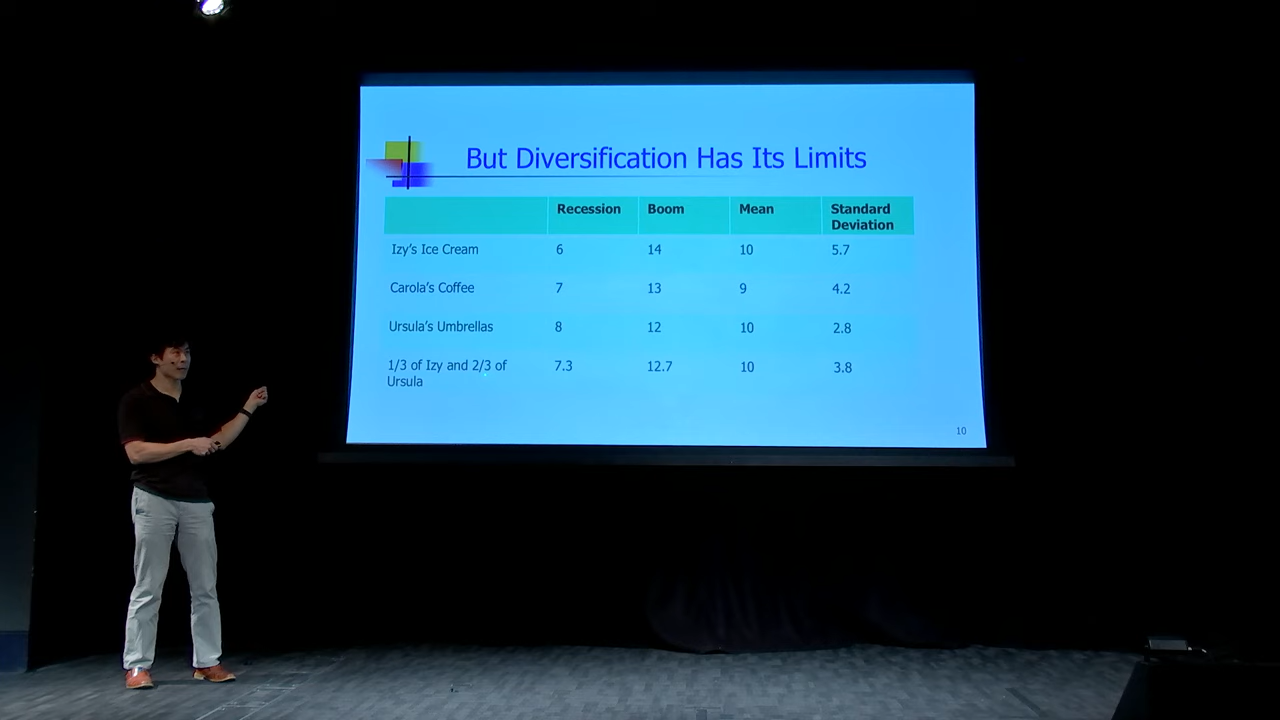 But Diversification Has Its Limits
Recession Boom Mean Standard Deviation
Izy's Ice Cream 6 14 10 5.7
Carola's Coffee 7 13 9 4.2
Ursula's Umbrellas 8 12 10 2.8
1/3 of Izy and 2/3 of Ursula 7.3 12.7 10 3.8
10